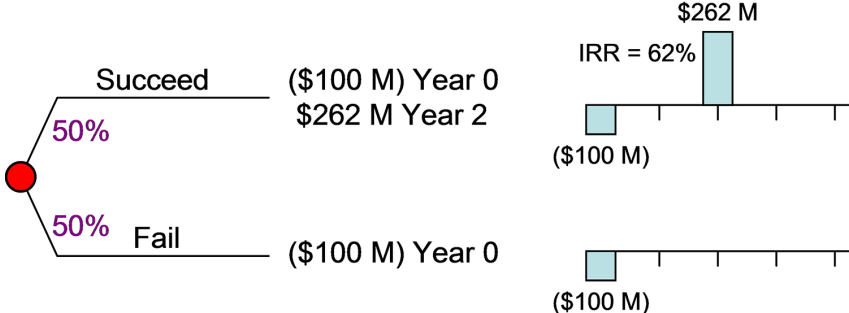 $262 M
IRR = 62%
Succeed
($100 M) Year 0
$262 M Year 2
50%
($100 M)
50%
Fail
($100 M) Year 0
($100 M)